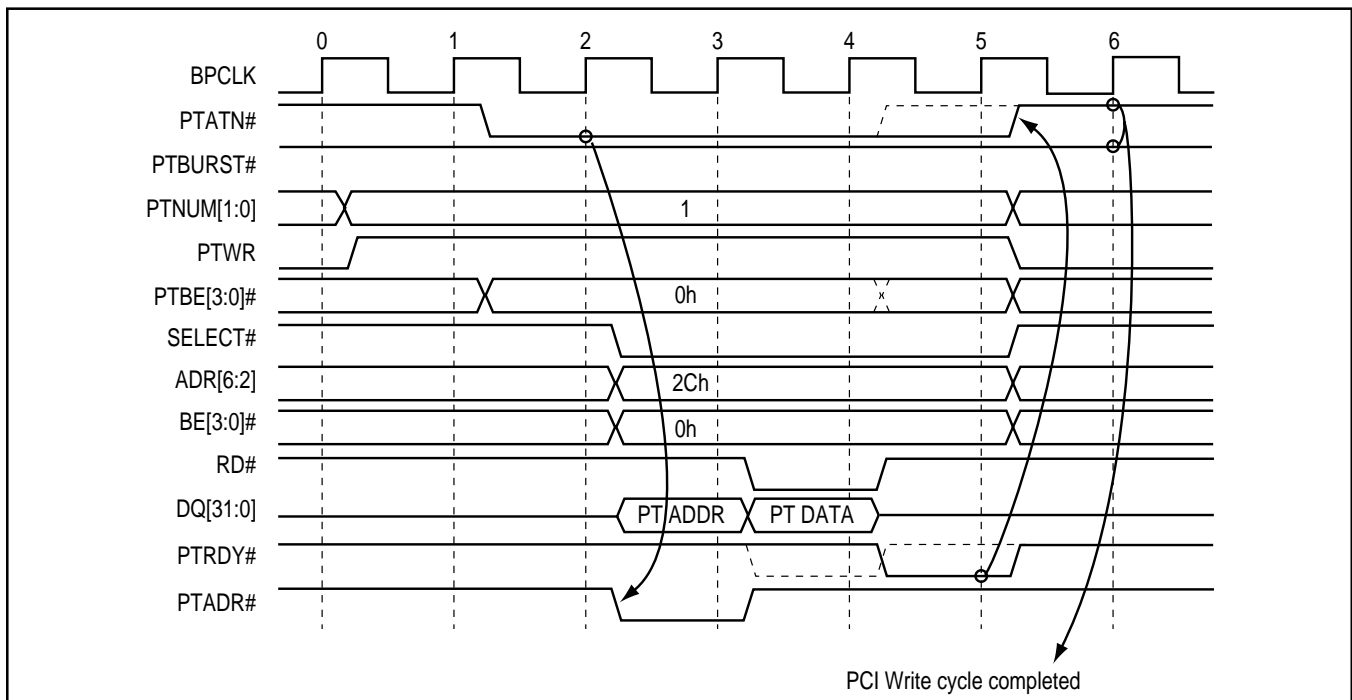 0 1 2 3 4 5 6
BPCLK
PTATN#
PTBURST#
PTNUM[1:0] 1
PTWR
PTBE[3:0]# 0h
SELECT#
ADR[6:2] 2Ch
BE[3:0]# 0h
RD#
DQ[31:0] PT ADDR PT DATA
PTRDY#
PTADR#
PCI Write cycle completed